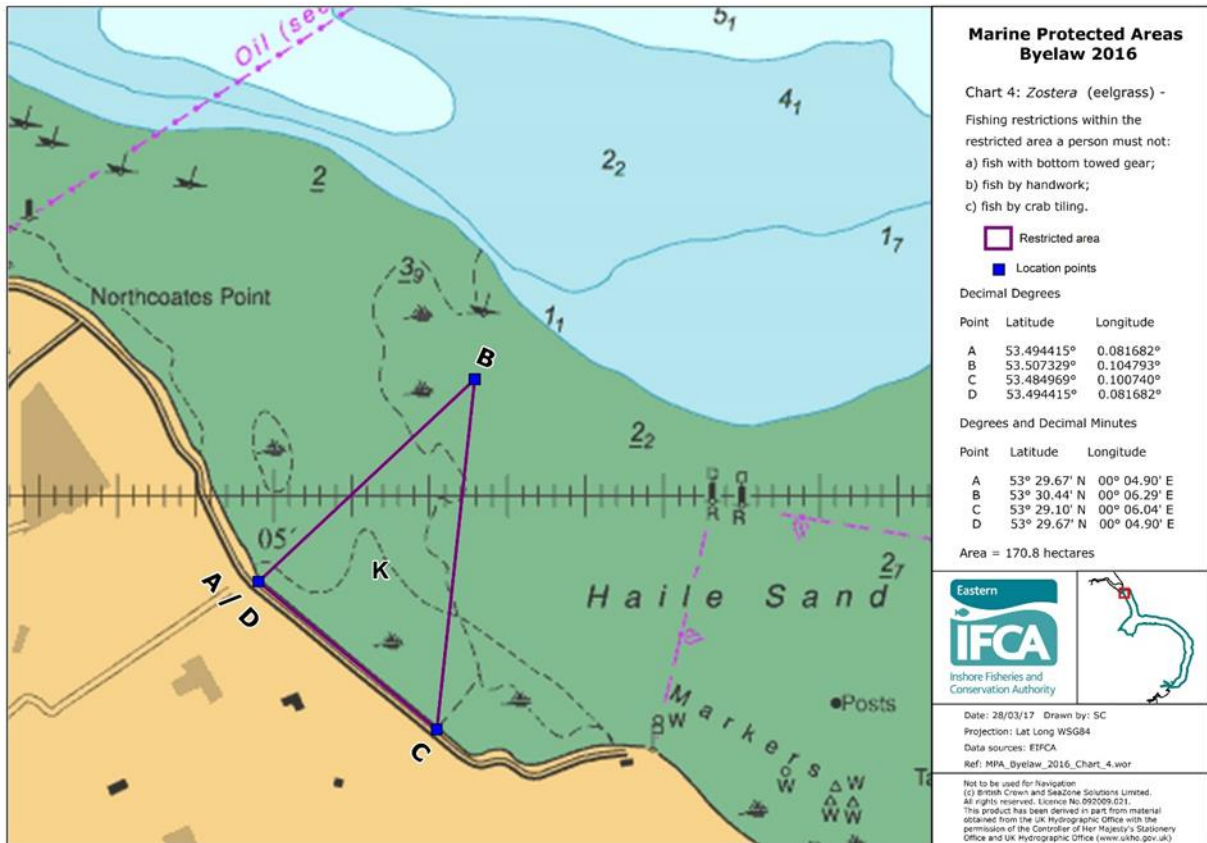 Oil (sec
5₁
4₁
2
2₂
1₇
3₉
Northcoates Point
1₁
B
2₂
R
R
05'
K
A / D
2₇
Haile Sand
C
Markers
Posts
W
W
W
W
W
Ta
Marine Protected Areas
Byelaw 2016
Chart 4: Zostera (eelgrass) -
Fishing restrictions within the
restricted area a person must not:
a) fish with bottom towed gear;
b) fish by handwork;
c) fish by crab tiling.
Restricted area
Location points
Decimal Degrees
Point Latitude Longitude
A 53.494415° 0.081682°
B 53.507329° 0.104793°
C 53.484969° 0.100740°
D 53.494415° 0.081682°
Degrees and Decimal Minutes
Point Latitude Longitude
A 53° 29.67' N 00° 04.90' E
B 53° 30.44' N 00° 06.29' E
C 53° 29.10' N 00° 06.04' E
D 53° 29.67' N 00° 04.90' E
Area = 170.8 hectares
Eastern
IFCA
Inshore Fisheries and
Conservation Authority
Date: 28/03/17 Drawn by: SC
Projection: Lat Long WSG84
Data sources: EIFCA
Ref: MPA_Byelaw_2016_Chart_4.wor
Not to be used for Navigation
(c) British Crown and SeaZone Solutions Limited.
All rights reserved. Licence No.092009.021.
This product has been derived in part from material
obtained from the UK Hydrographic Office with the
permission of the Controller of Her Majesty's Stationery
Office and UK Hydrographic Office (www.ukho.gov.uk)